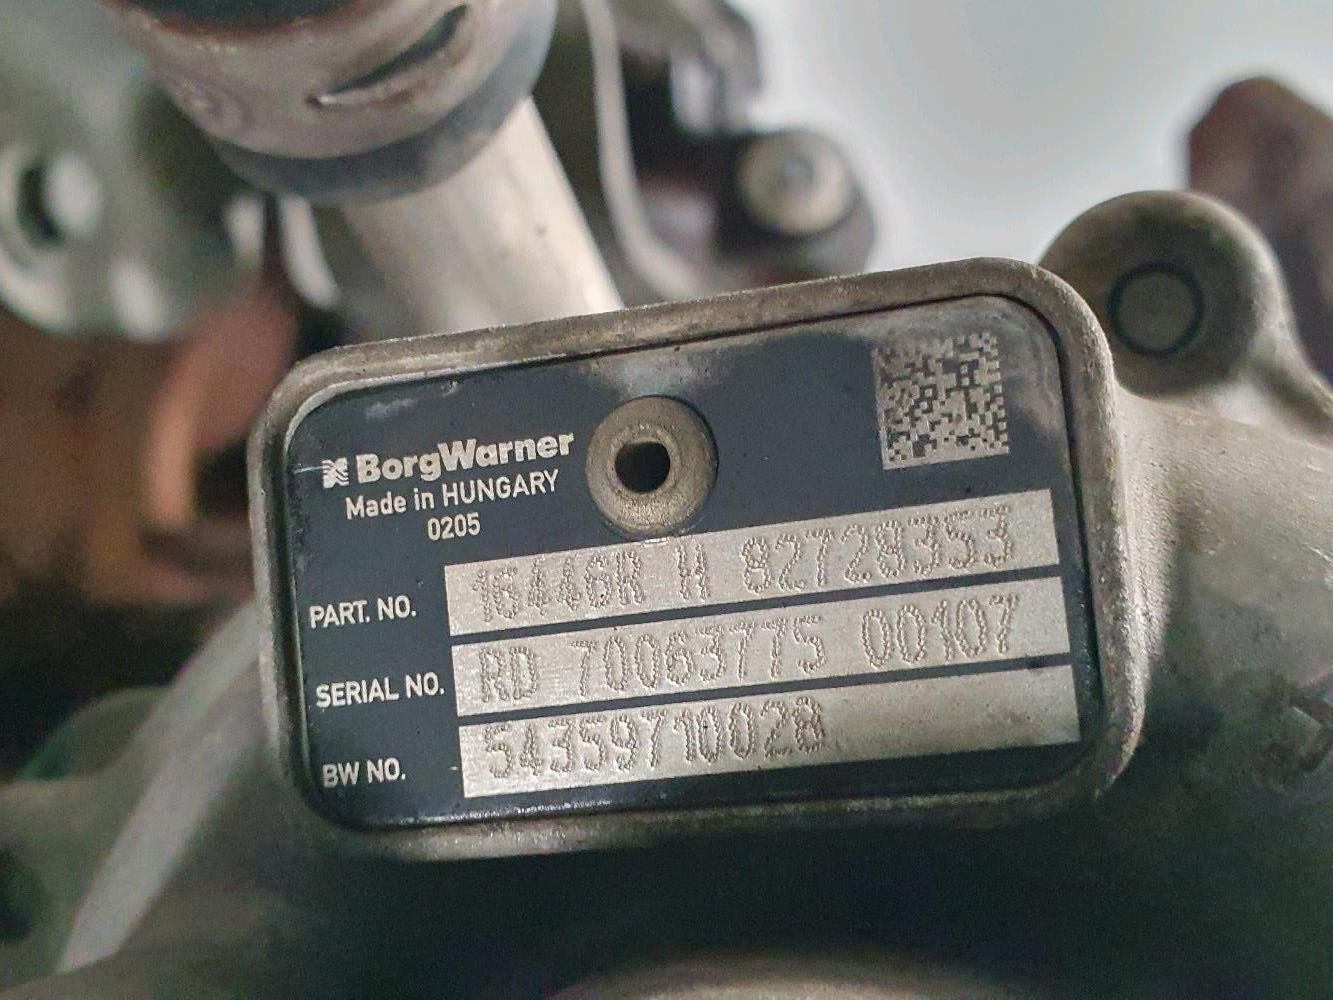 BorgWarner
Made in HUNGARY
0205
PART. NO. 16446R H 82728353
SERIAL NO. RD 70063775 00107
BW NO. 54359710028